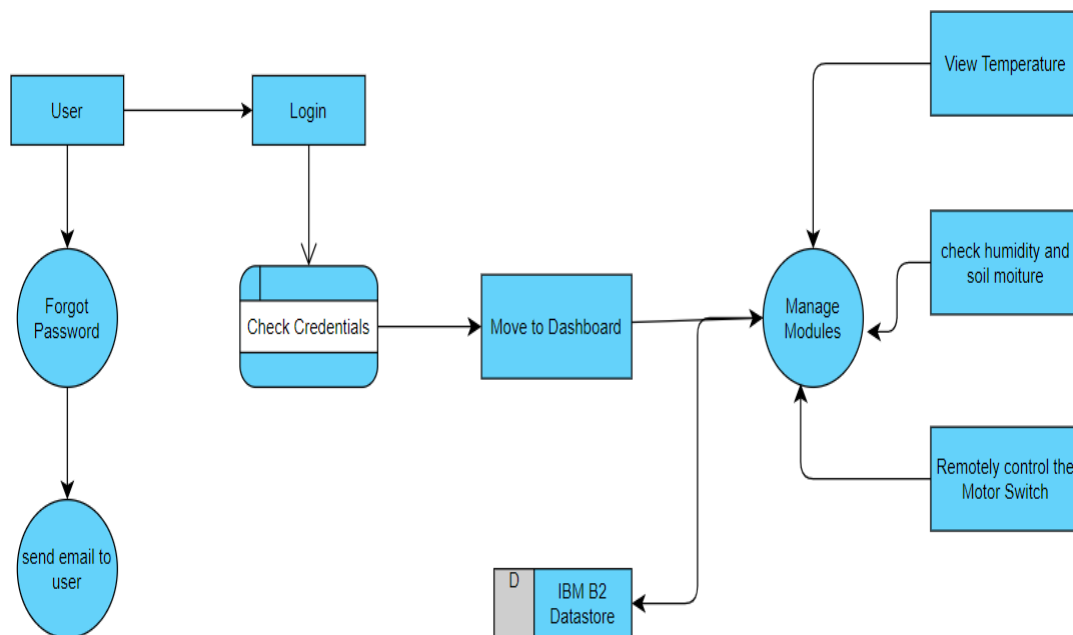 User
Login
View Temperature
Forgot
Password
Check Credentials
Move to Dashboard
Manage
Modules
check humidity and
soil moiture
Remotely control the
Motor Switch
send email to
user
D
IBM B2
Datastore